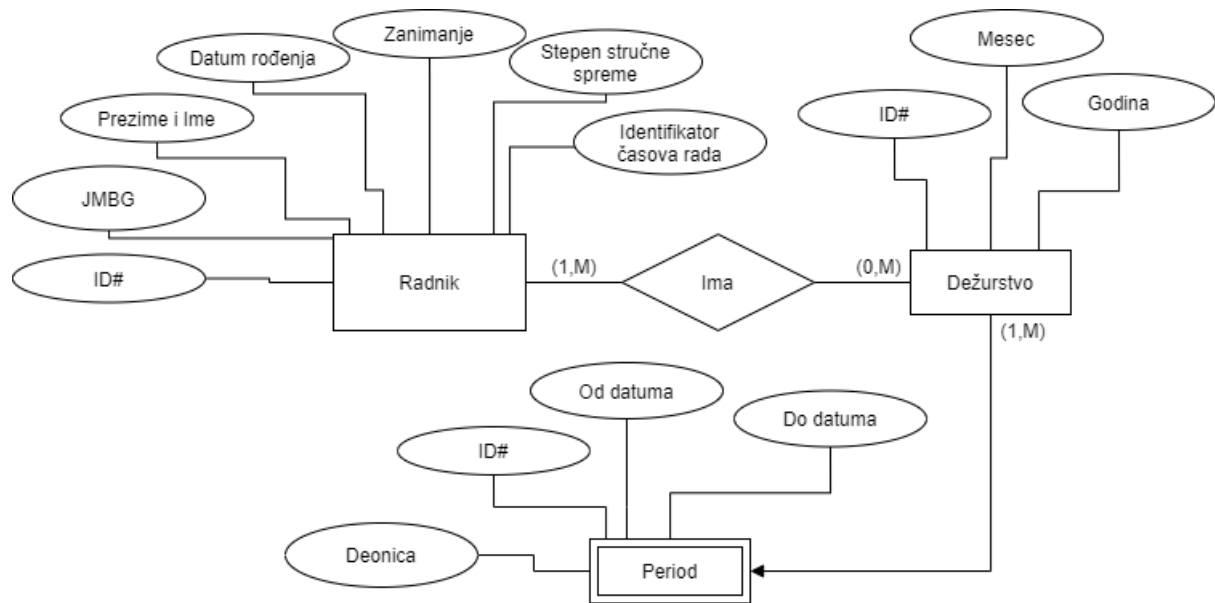 Zanimanje
Mesec
Datum rođenja
Stepen stručne
spreme
Prezime i Ime
ID#
Godina
Identifikator
časova rada
JMBG
ID#
Radnik
(1,M)
Ima
(0,M)
Dežurstvo
(1,M)
Od datuma
Do datuma
ID#
Deonica
Period